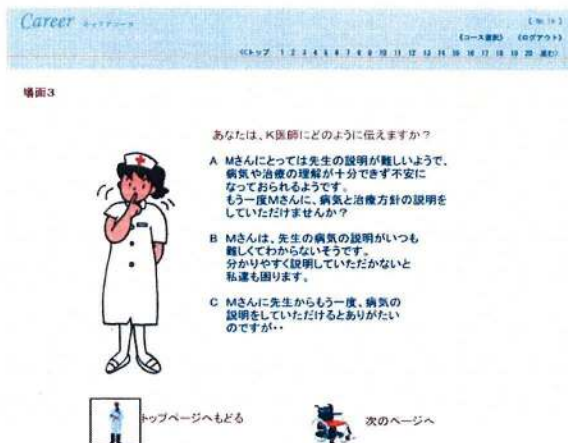 Career キャリアコース
[ No.14 ]
《コース選択》 《ログアウト》
《《トップ 1 2 3 4 5 6 7 8 9 10 11 12 13 14 15 16 17 18 19 20 進む》
場面3
あなたは、K医師にどのように伝えますか？
A Mさんにとっては先生の説明が難しいようで、
病気や治療の理解が十分できず不安に
なっておられるようです。
もう一度Mさんに、病気と治療方針の説明を
していただけませんか？
B Mさんは、先生の病気の説明がいつも
難しくてわからないそうです。
分かりやすく説明していただかないと
私達も困ります。
C Mさんに先生からもう一度、病気の
説明をしていただけるとありがたい
のですが・・
トップページへもどる
次のページへ